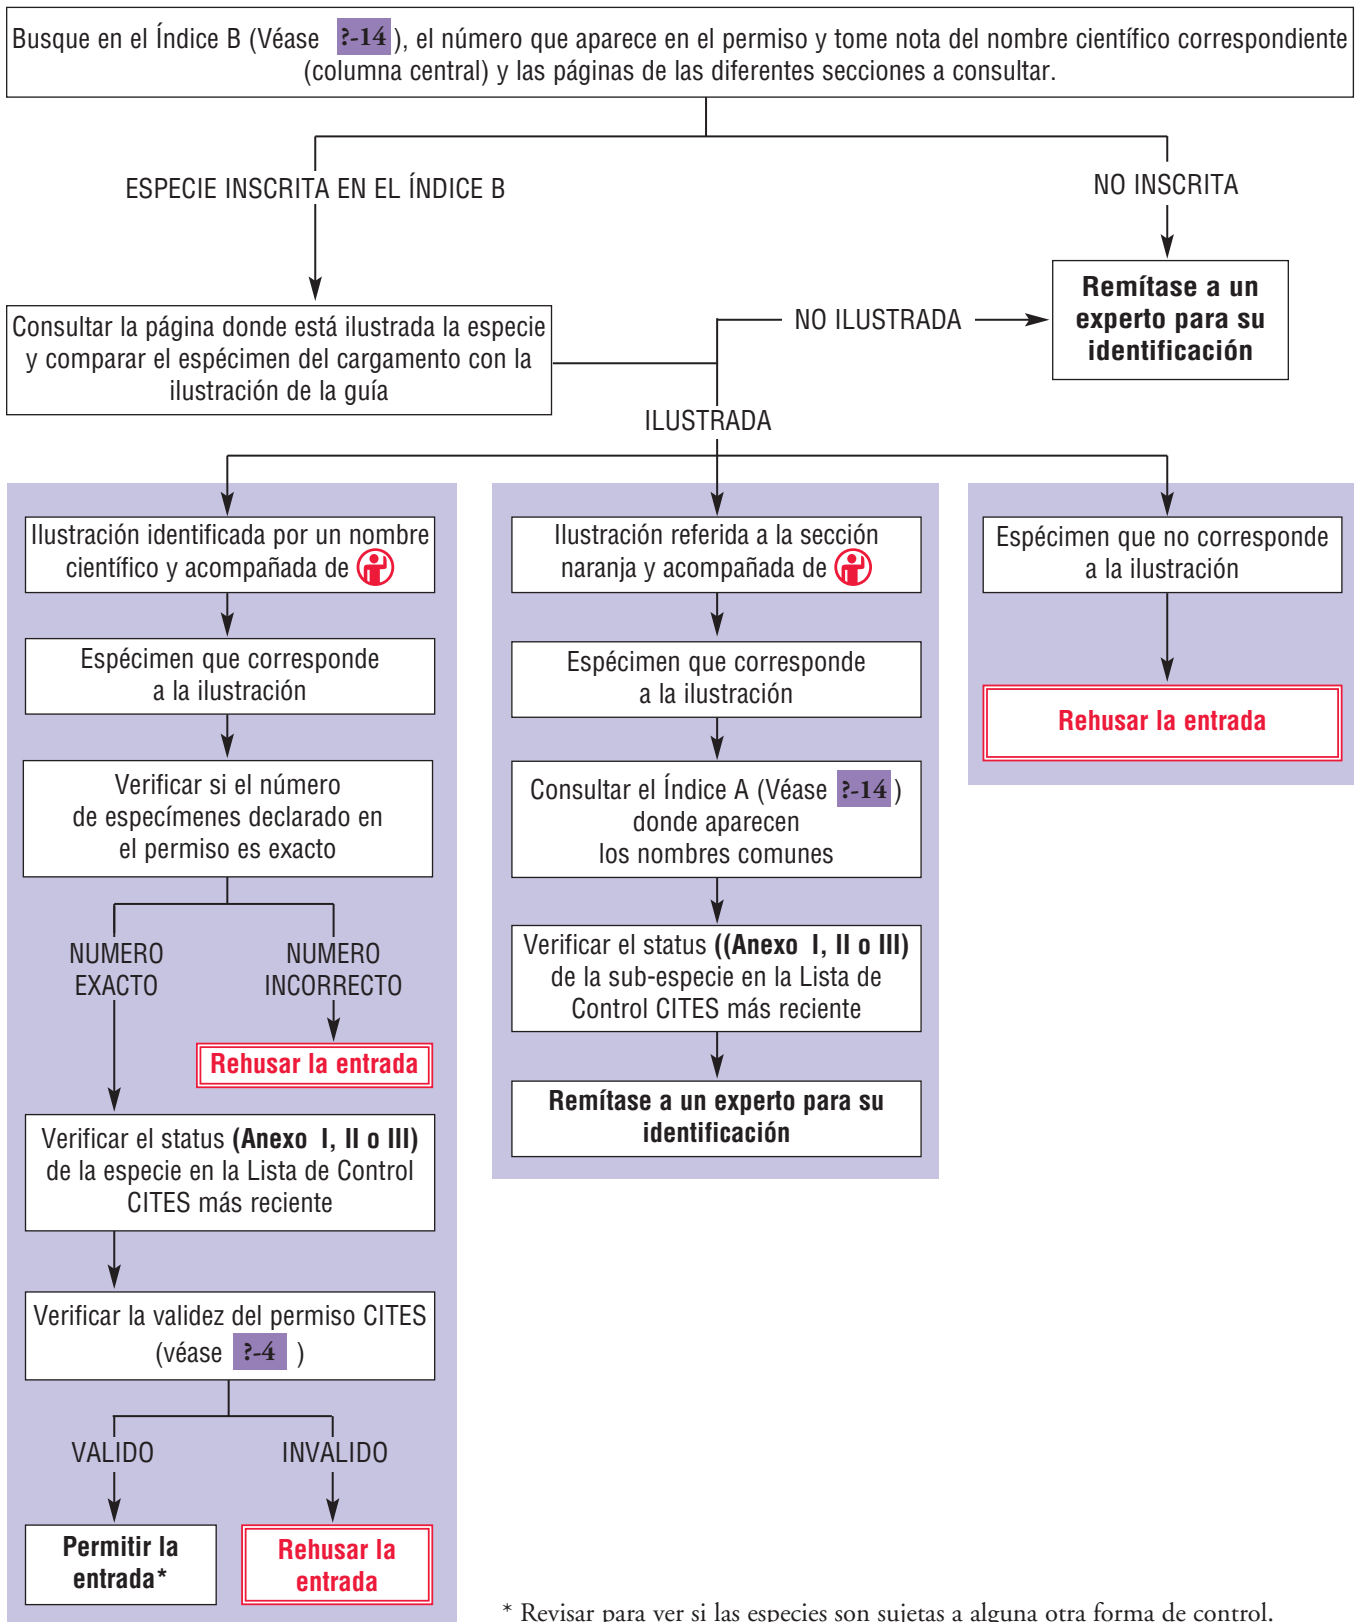 Busque en el Índice B (Véase ?-14), el número que aparece en el permiso y tome nota del nombre científico correspondiente
(columna central) y las páginas de las diferentes secciones a consultar.
ESPECIE INSCRITA EN EL ÍNDICE B
NO INSCRITA
Consultar la página donde está ilustrada la especie
y comparar el espécimen del cargamento con la
ilustración de la guía
NO ILUSTRADA
Remítase a un
experto para su
identificación
ILUSTRADA
Ilustración identificada por un nombre
científico y acompañada de
Espécimen que corresponde
a la ilustración
Verificar si el número
de especímenes declarado en
el permiso es exacto
NUMERO
EXACTO
NUMERO
INCORRECTO
Rehusar la entrada
Verificar el status (Anexo I, II o III)
de la especie en la Lista de Control
CITES más reciente
Verificar la validez del permiso CITES
(véase ?-4 )
VALIDO
INVALIDO
Permitir la
entrada*
Rehusar la
entrada
Ilustración referida a la sección
naranja y acompañada de
Espécimen que corresponde
a la ilustración
Consultar el Índice A (Véase ?-14)
donde aparecen
los nombres comunes
Verificar el status ((Anexo I, II o III)
de la sub-especie en la Lista de
Control CITES más reciente
Remítase a un experto para su
identificación
Espécimen que no corresponde
a la ilustración
Rehusar la entrada
* Revisar para ver si las especies son sujetas a alguna otra forma de control.